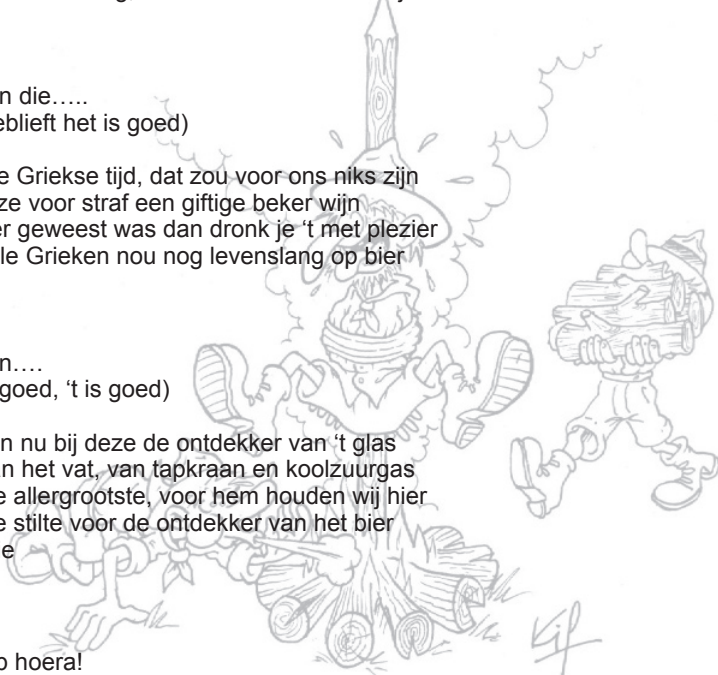 n die…..
eblieft het is goed)
e Griekse tijd, dat zou voor ons niks zijn
ze voor straf een giftige beker wijn
er geweest was dan dronk je ‘t met plezier
le Grieken nou nog levenslang op bier
n….
goed, ‘t is goed)
n nu bij deze de ontdekker van ‘t glas
an het vat, van tapkraan en koolzuurgas
e allergrootste, voor hem houden wij hier
e stilte voor de ontdekker van het bier
e
o hoera!